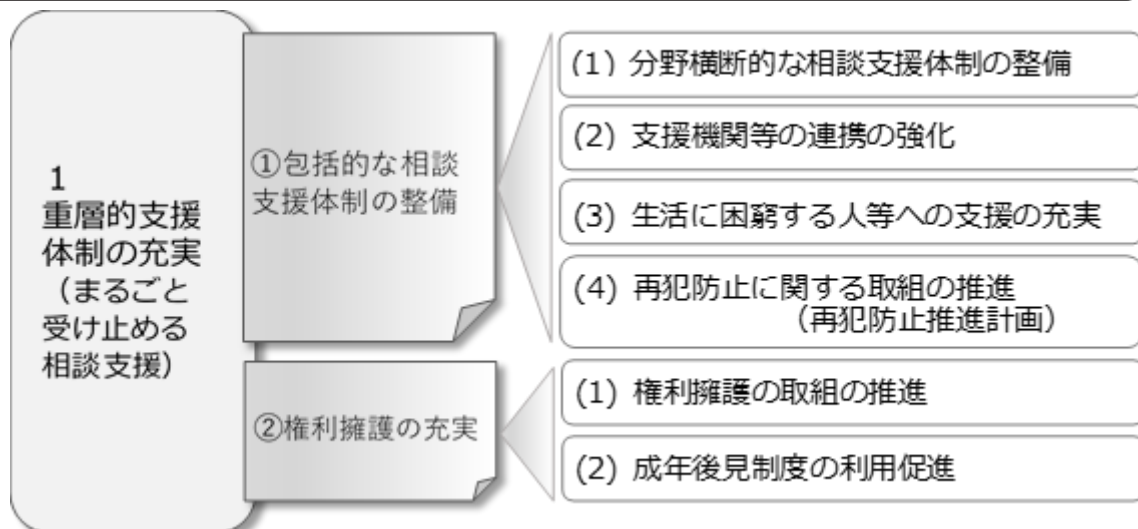 1
重層的支援
体制の充実
（まるごと
受け止める
相談支援）
①包括的な相談
支援体制の整備
(1) 分野横断的な相談支援体制の整備
(2) 支援機関等の連携の強化
(3) 生活に困窮する人等への支援の充実
(4) 再犯防止に関する取組の推進
（再犯防止推進計画）
②権利擁護の充実
(1) 権利擁護の取組の推進
(2) 成年後見制度の利用促進